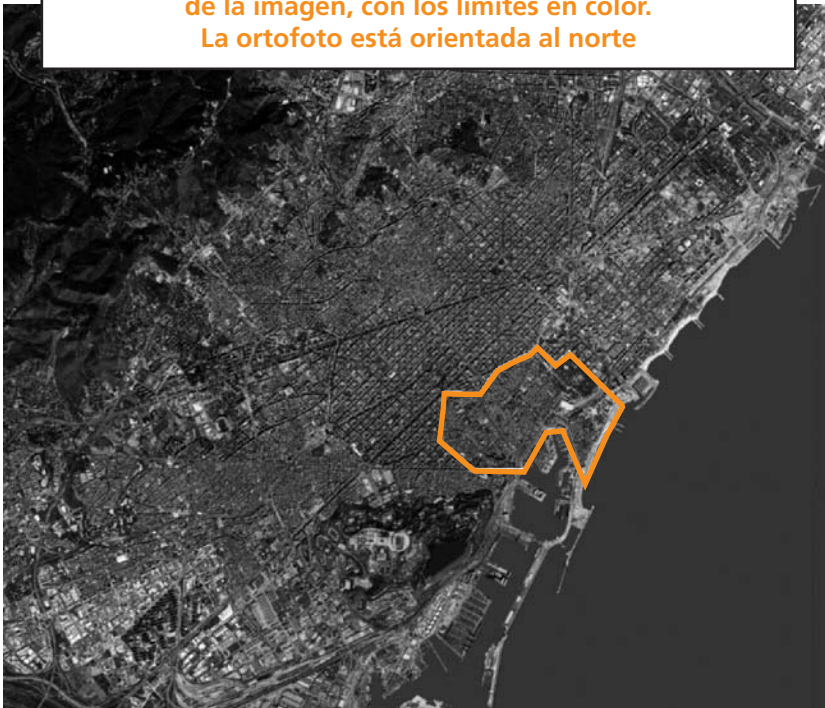 de la imagen, con los límites en color.
La ortofoto está orientada al norte